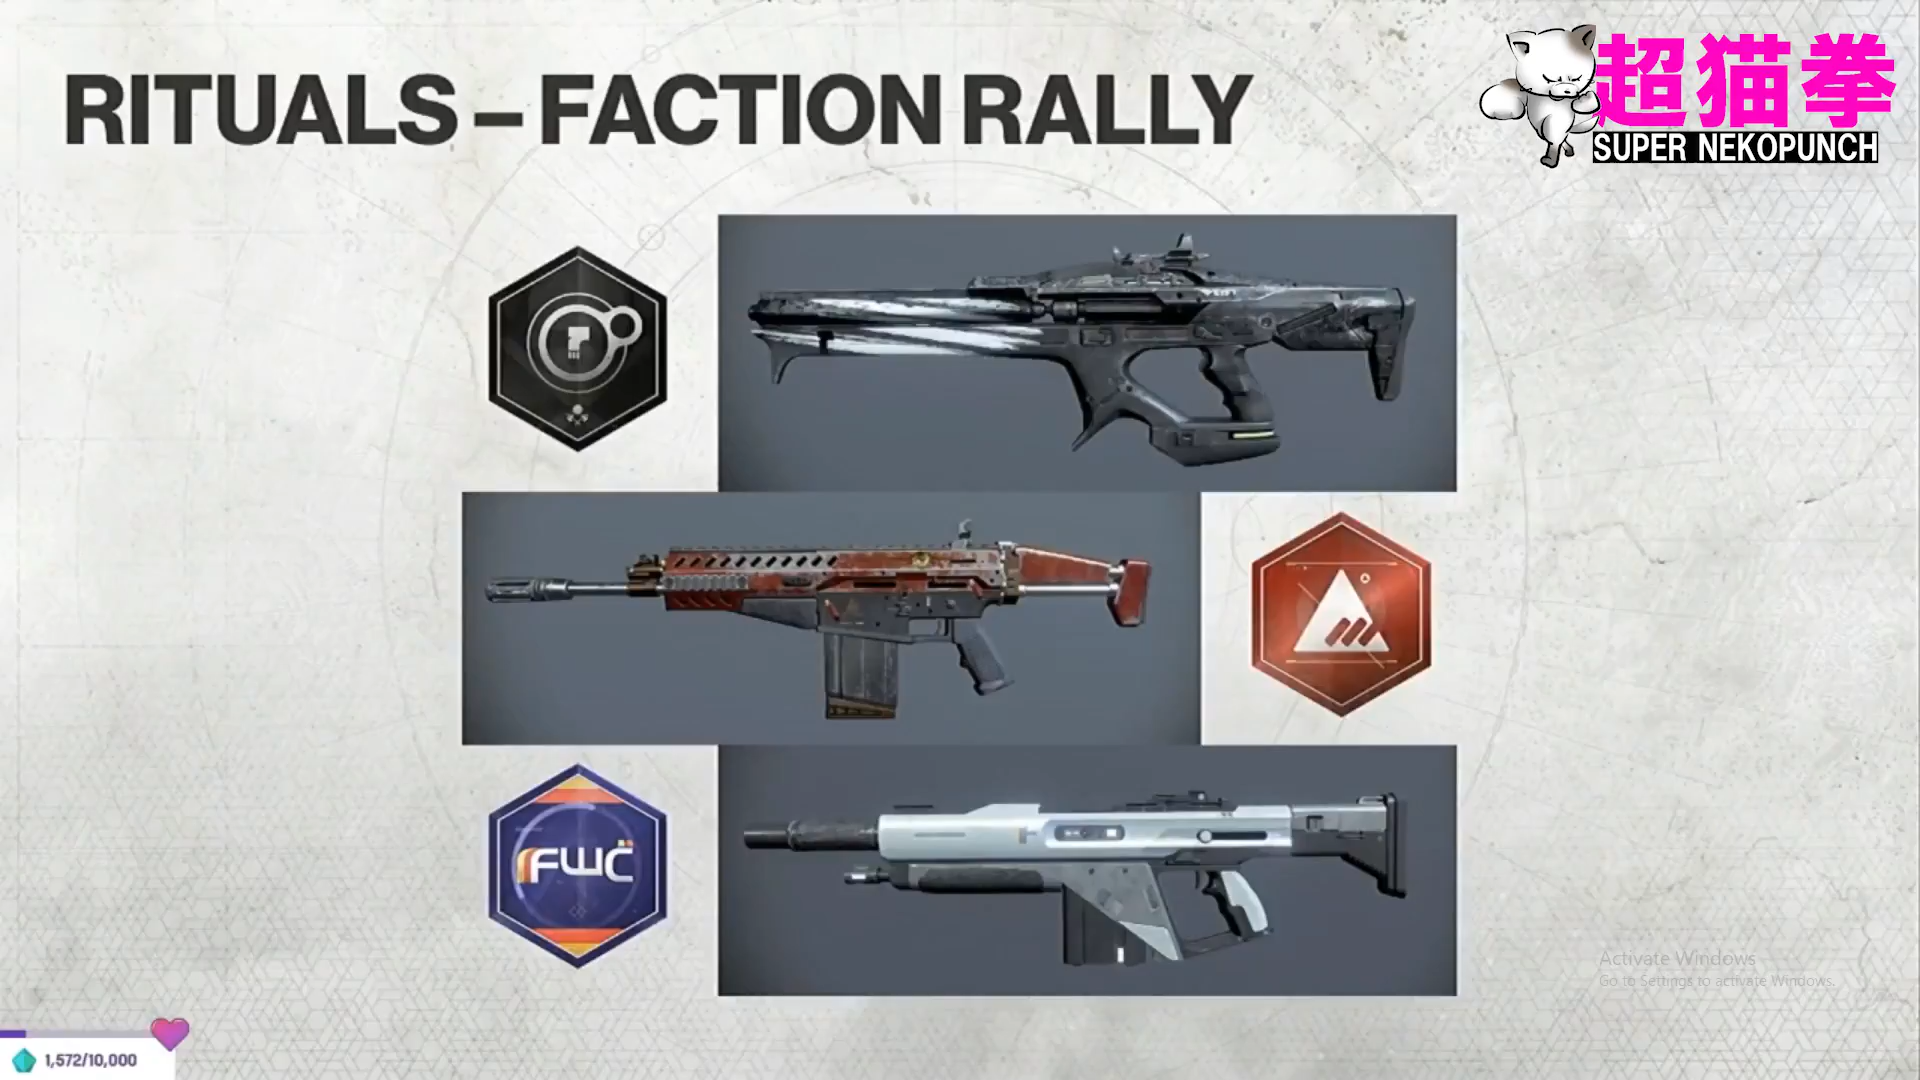 RITUALS – FACTION RALLY
超猫拳
SUPER NEKOPUNCH
FWC
Activate Windows
Go to Settings to activate Windows.
1,572/10,000